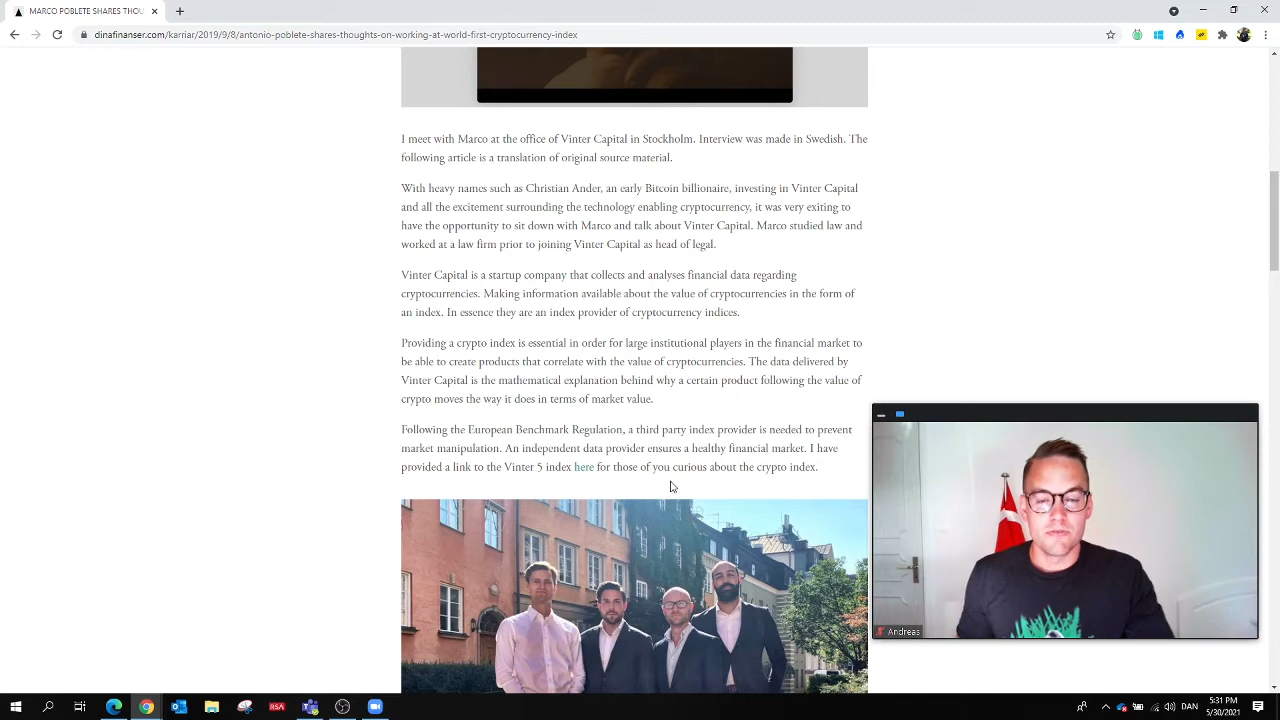 MARCO POBLETE SHARES THOU
dinafinanser.com/karriar/2019/9/8/antonio-poblete-shares-thoughts-on-working-at-world-first-cryptocurrency-index
I meet with Marco at the office of Vinter Capital in Stockholm. Interview was made in Swedish. The
following article is a translation of original source material.
With heavy names such as Christian Ander, an early Bitcoin billionaire, investing in Vinter Capital
and all the excitement surrounding the technology enabling cryptocurrency, it was very exiting to
have the opportunity to sit down with Marco and talk about Vinter Capital. Marco studied law and
worked at a law firm prior to joining Vinter Capital as head of legal.
Vinter Capital is a startup company that collects and analyses financial data regarding
cryptocurrencies. Making information available about the value of cryptocurrencies in the form of
an index. In essence they are an index provider of cryptocurrency indices.
Providing a crypto index is essential in order for large institutional players in the financial market to
be able to create products that correlate with the value of cryptocurrencies. The data delivered by
Vinter Capital is the mathematical explanation behind why a certain product following the value of
crypto moves the way it does in terms of market value.
Following the European Benchmark Regulation, a third party index provider is needed to prevent
market manipulation. An independent data provider ensures a healthy financial market. I have
provided a link to the Vinter 5 index here for those of you curious about the crypto index.
Andreas
RSA
DAN
5:31 PM
5/30/2021